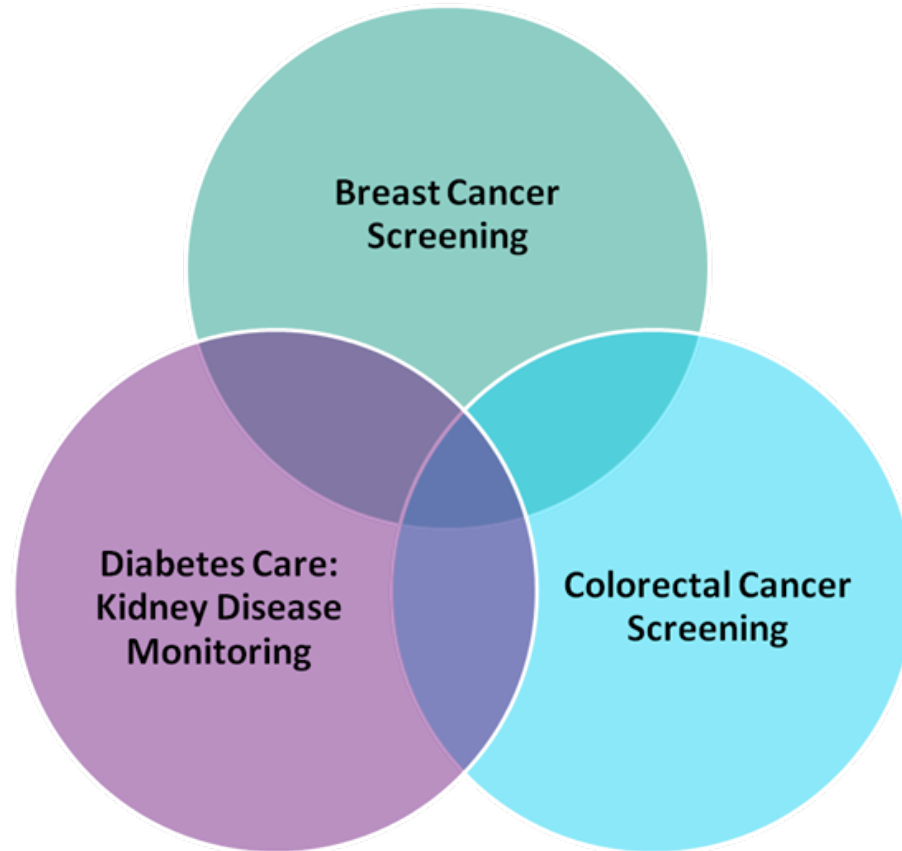 Breast Cancer
Screening
Diabetes Care:
Kidney Disease
Monitoring
Colorectal Cancer
Screening